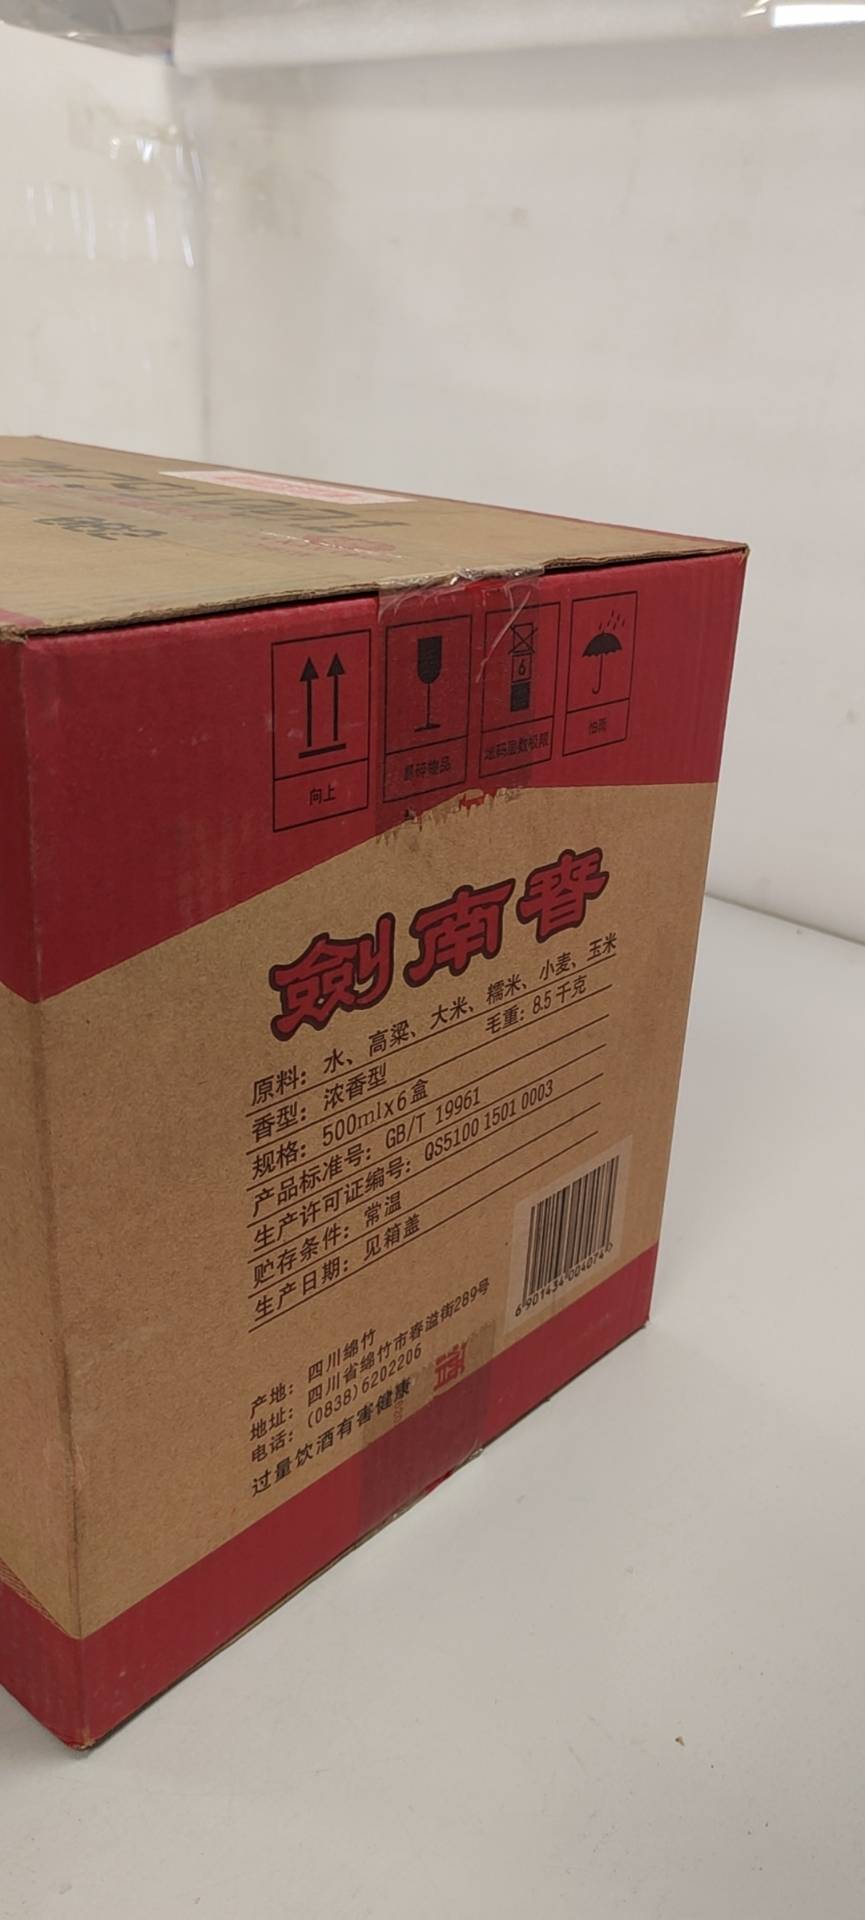 向上
易碎物品
6
堆码层数极限
怕雨
劍南春
原料：水、高粱、大米、糯米、小麦、玉米
香型：浓香型 毛重：8.5千克
规格：500ml×6盒
产品标准号：GB/T 19961
生产许可证编号：QS5100 1501 0003
贮存条件：常温
生产日期：见箱盖
6 901434 004074
产地：四川绵竹
地址：四川省绵竹市春溢街289号
电话：(0838)6202206
过量饮酒有害健康